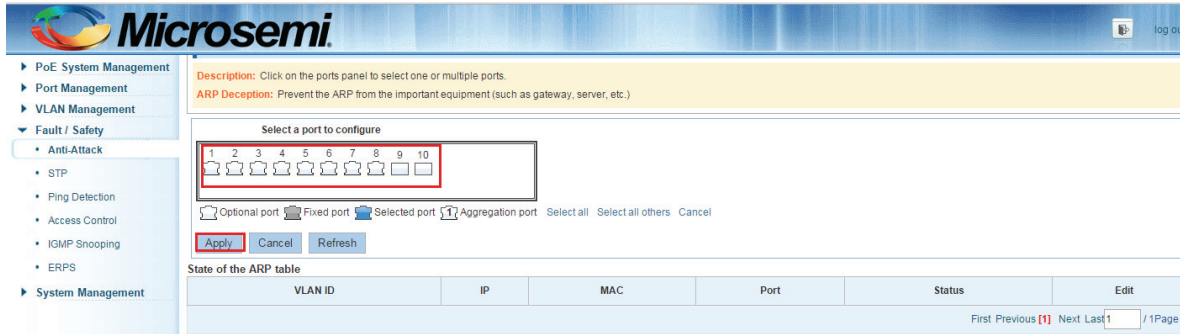 Microsemi.
log ou
PoE System Management
Port Management
VLAN Management
Fault / Safety
Anti-Attack
STP
Ping Detection
Access Control
IGMP Snooping
ERPS
System Management
Description: Click on the ports panel to select one or multiple ports.
ARP Deception: Prevent the ARP from the important equipment (such as gateway, server, etc.)
Select a port to configure
1 2 3 4 5 6 7 8 9 10
Optional port Fixed port Selected port 1 Aggregation port Select all Select all others Cancel
Apply Cancel Refresh
State of the ARP table
VLAN ID IP MAC Port Status Edit
First Previous [1] Next Last 1 / 1Page